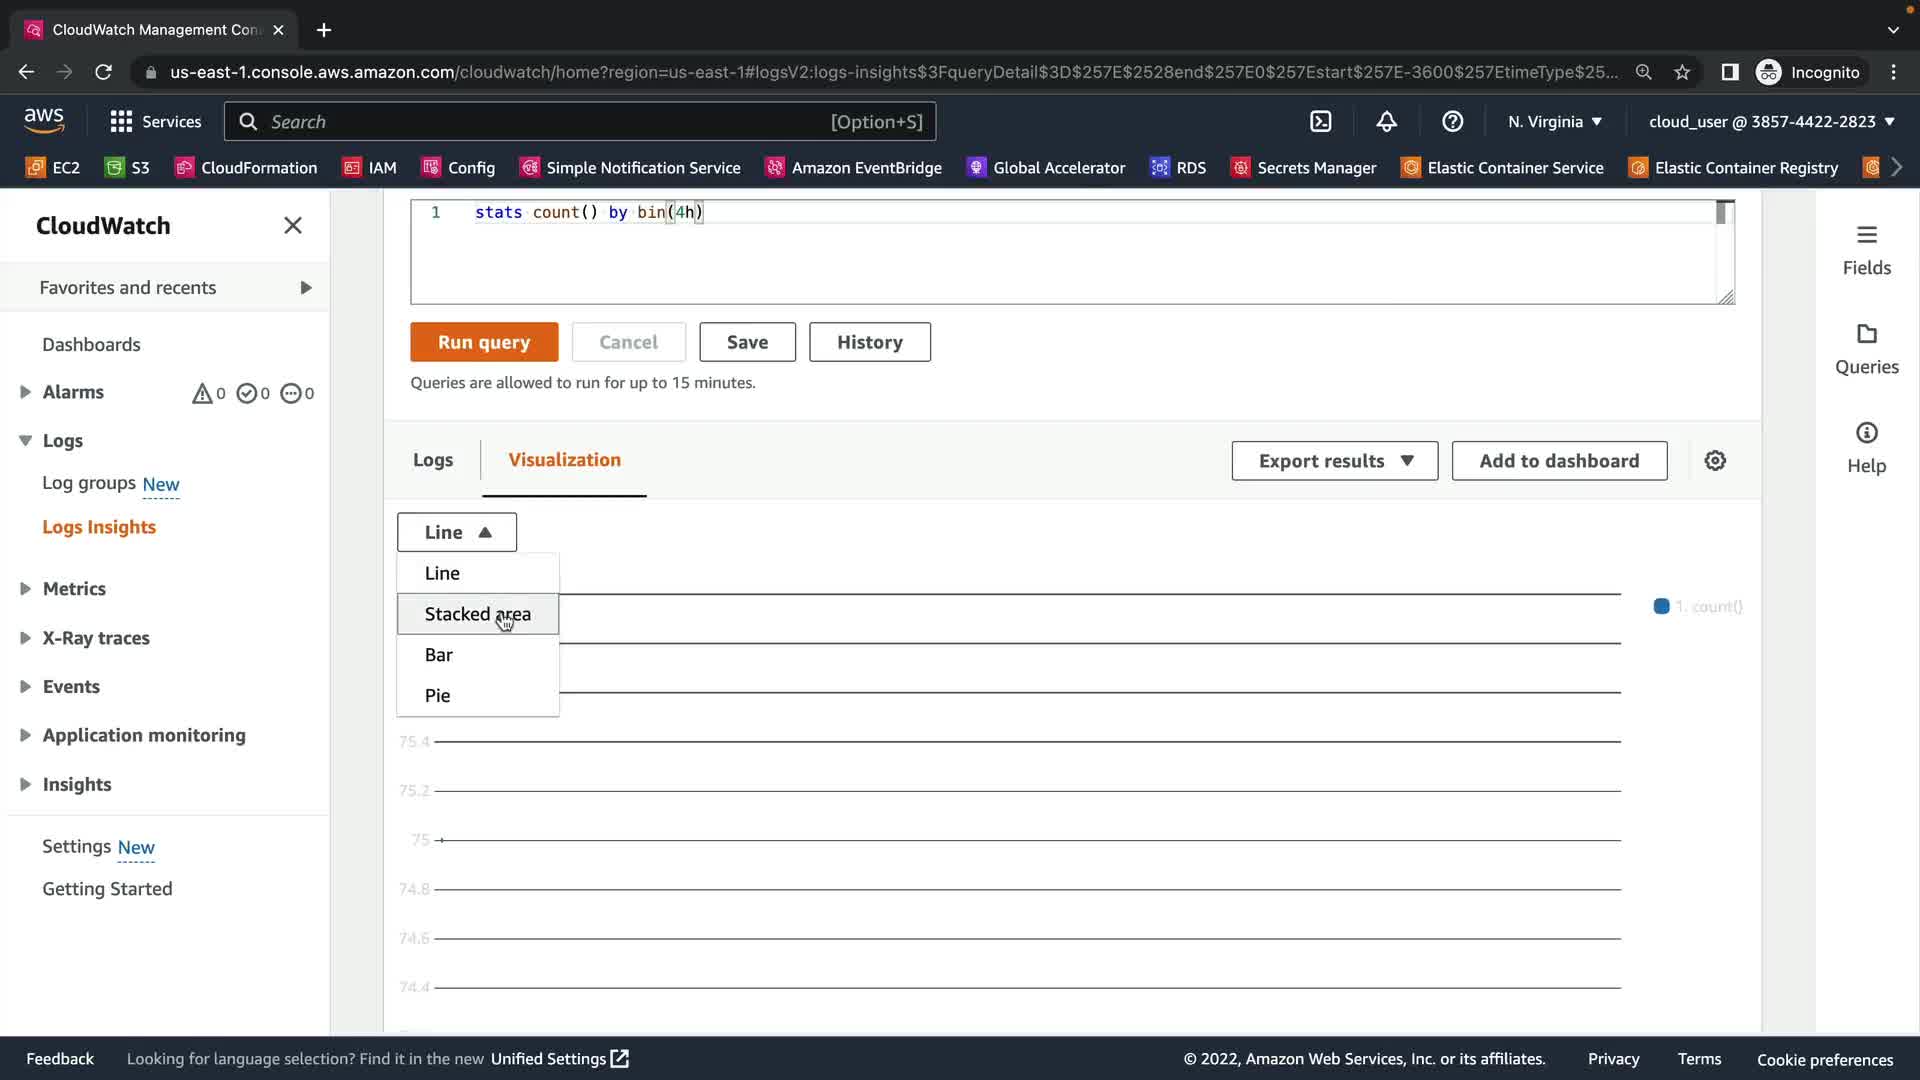 CloudWatch Management Con
us-east-1.console.aws.amazon.com/cloudwatch/home?region=us-east-1#logsV2:logs-insights$3FqueryDetail$3D$257E$2528end$257E0$257Estart$257E-3600$257EtimeType$25...
Incognito
aws
Services
Search
[Option+S]
N. Virginia
cloud_user @ 3857-4422-2823
EC2
S3
CloudFormation
IAM
Config
Simple Notification Service
Amazon EventBridge
Global Accelerator
RDS
Secrets Manager
Elastic Container Service
Elastic Container Registry
CloudWatch
Favorites and recents
Dashboards
Alarms 0 0 0
Logs
Log groups New
Logs Insights
Metrics
X-Ray traces
Events
Application monitoring
Insights
Settings New
Getting Started
1 stats count() by bin(4h)
Run query
Cancel
Save
History
Queries are allowed to run for up to 15 minutes.
Logs
Visualization
Export results
Add to dashboard
Line
Line
Stacked area
Bar
Pie
1. count()
75.4
75.2
75
74.8
74.6
74.4
Fields
Queries
Help
Feedback
Looking for language selection? Find it in the new Unified Settings
© 2022, Amazon Web Services, Inc. or its affiliates.
Privacy
Terms
Cookie preferences